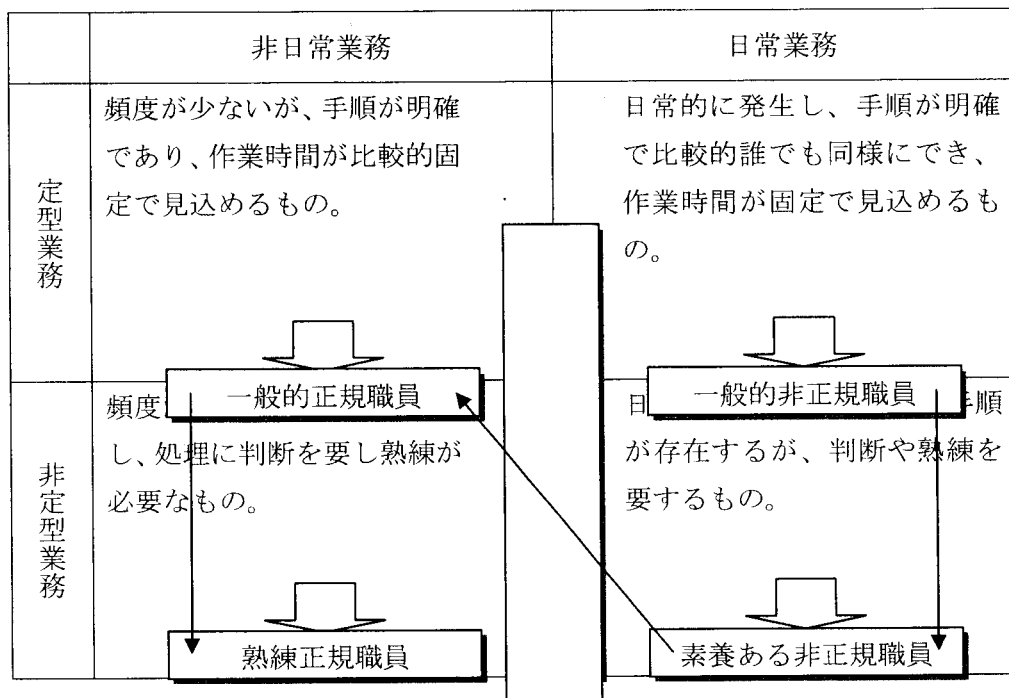 非日常業務
日常業務
定型業務
頻度が少ないが、手順が明確
であり、作業時間が比較的固
定で見込めるもの。
日常的に発生し、手順が明確
で比較的誰でも同様にでき、
作業時間が固定で見込めるも
の。
一般的正規職員
一般的非正規職員
非定型業務
頻度
し、処理に判断を要し熟練が
必要なもの。
日
手順
が存在するが、判断や熟練を
要するもの。
熟練正規職員
素養ある非正規職員